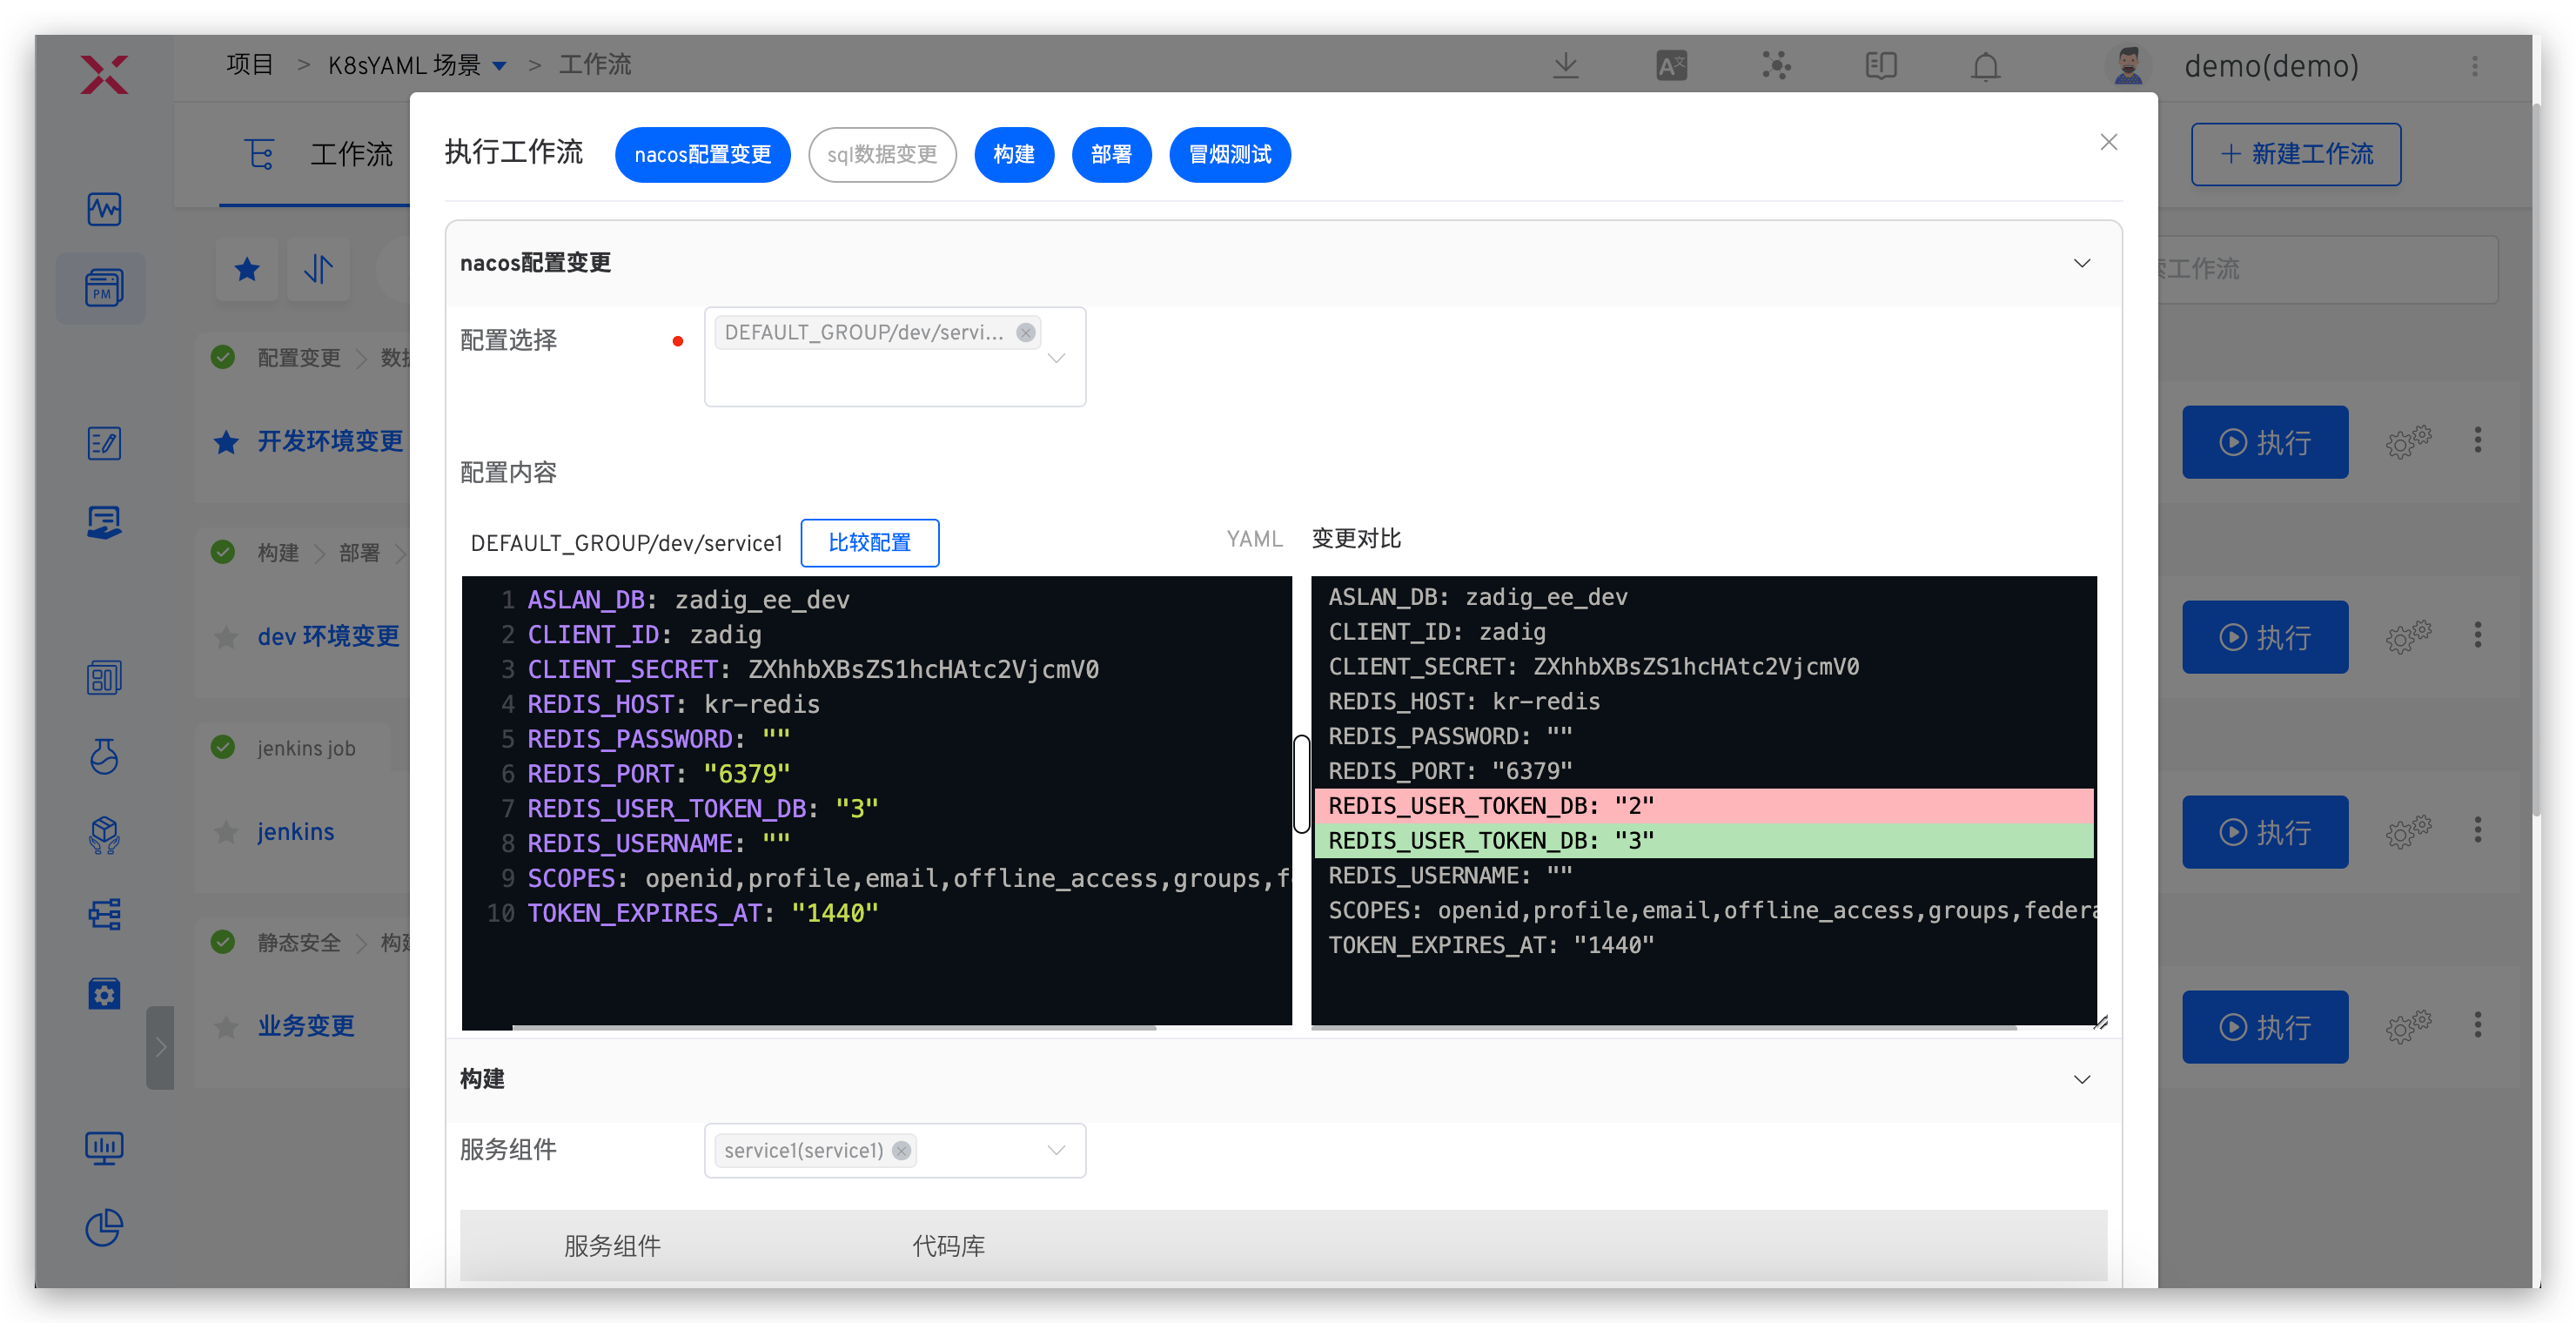 项目 > K8sYAML 场景 > 工作流
demo(demo)
工作流
新建工作流
工作流
配置变更
开发环境变更
执行
构建 部署
dev 环境变更
执行
jenkins job
jenkins
执行
静态安全
业务变更
执行
PM
执行工作流 nacos配置变更 sql数据变更 构建 部署 冒烟测试
nacos配置变更
配置选择
DEFAULT_GROUP/dev/servi...
配置内容
DEFAULT_GROUP/dev/service1 比较配置 YAML
1 ASLAN_DB: zadig_ee_dev
2 CLIENT_ID: zadig
3 CLIENT_SECRET: ZXhhbXBsZS1hcHAtc2VjcmV0
4 REDIS_HOST: kr-redis
5 REDIS_PASSWORD: ""
6 REDIS_PORT: "6379"
7 REDIS_USER_TOKEN_DB: "3"
8 REDIS_USERNAME: ""
9 SCOPES: openid,profile,email,offline_access,groups,f
10 TOKEN_EXPIRES_AT: "1440"
变更对比
ASLAN_DB: zadig_ee_dev
CLIENT_ID: zadig
CLIENT_SECRET: ZXhhbXBsZS1hcHAtc2VjcmV0
REDIS_HOST: kr-redis
REDIS_PASSWORD: ""
REDIS_PORT: "6379"
REDIS_USER_TOKEN_DB: "2"
REDIS_USER_TOKEN_DB: "3"
REDIS_USERNAME: ""
SCOPES: openid,profile,email,offline_access,groups,feder
TOKEN_EXPIRES_AT: "1440"
构建
服务组件
service1(service1)
服务组件 代码库